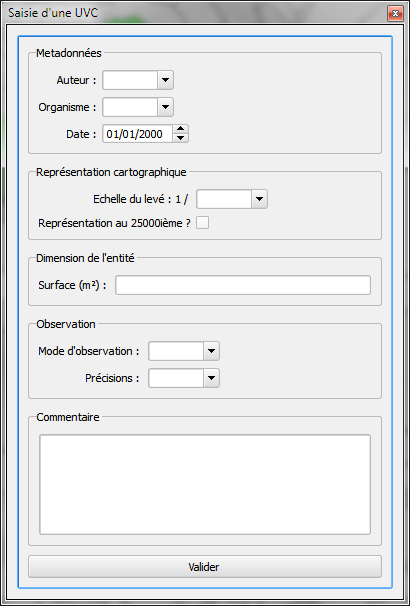 Saisie d'une UVC
Metadonnées
Auteur :
Organisme :
Date : 01/01/2000
Représentation cartographique
Echelle du levé : 1 /
Représentation au 25000ième ?
Dimension de l'entité
Surface (m²) :
Observation
Mode d'observation :
Précisions :
Commentaire
Valider